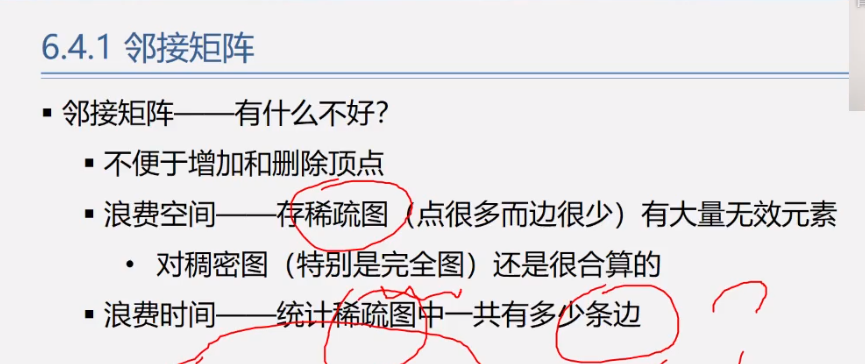 6.4.1 邻接矩阵
▪ 邻接矩阵——有什么不好？
▪ 不便于增加和删除顶点
▪ 浪费空间——存稀疏图（点很多而边很少）有大量无效元素
• 对稠密图（特别是完全图）还是很合算的
▪ 浪费时间——统计稀疏图中一共有多少条边